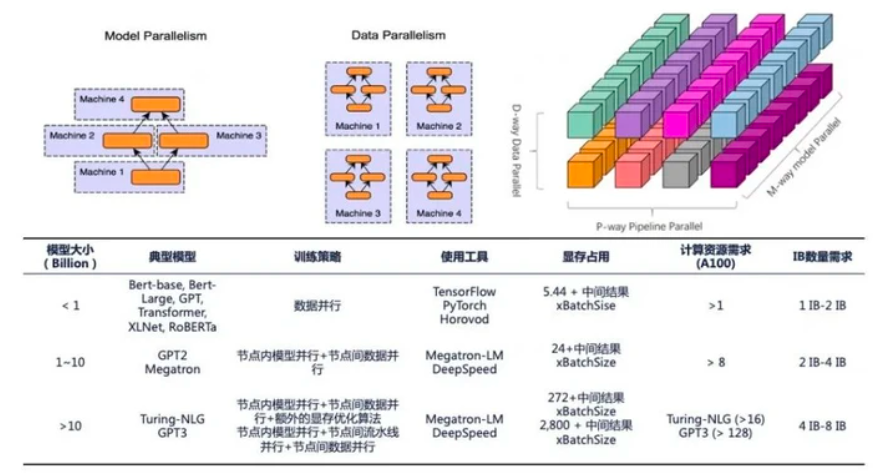 Model Parallelism
Machine 4
Machine 2
Machine 3
Machine 1
Data Parallelism
Machine 1
Machine 2
Machine 3
Machine 4
D-way Data Parallel
P-way Pipeline Parallel
M-way model Parallel
模型大小
( Billion )
典型模型
训练策略
使用工具
显存占用
计算资源需求
(A100)
IB数量需求
< 1
Bert-base, Bert-
Large, GPT,
Transformer,
XLNet, RoBERTa
数据并行
TensorFlow
PyTorch
Horovod
5.44 + 中间结果
xBatchSise
>1
1 IB-2 IB
1~10
GPT2
Megatron
节点内模型并行+节点间数据并
行
Megatron-LM
DeepSpeed
24+中间结果
xBatchSize
> 8
2 IB-4 IB
>10
Turing-NLG
GPT3
节点内模型并行+节点间数据并
行+额外的显存优化算法
节点内模型并行+节点间流水线
并行+节点间数据并行
Megatron-LM
DeepSpeed
272+中间结果
xBatchSize
2,800 + 中间结果
xBatchSize
Turing-NLG (>16)
GPT3 (> 128)
4 IB-8 IB